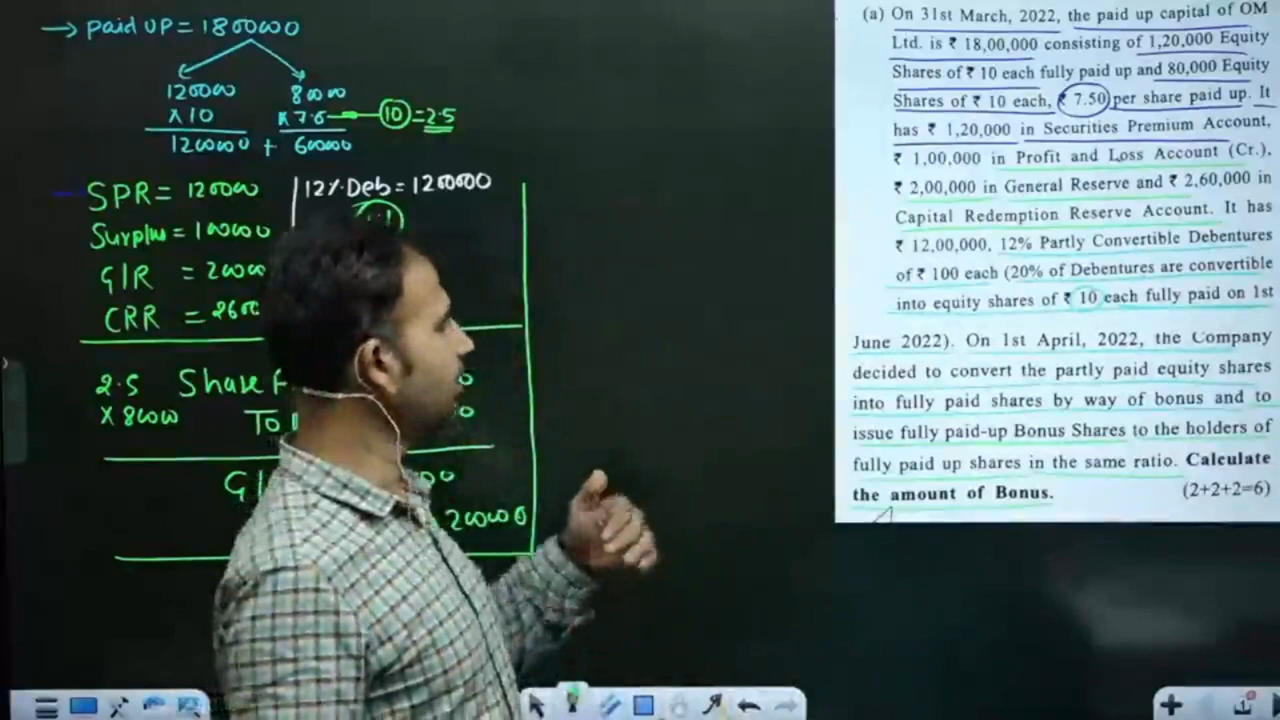 → Paid UP = 1800000
120000 80000
X 10 X 7.5 10 = 2.5
1200000 + 600000
SPR = 120000 12% Deb = 1200000
Surplus = 100000
G/R = 20000
CRR = 2600
2.5 Share F
X 80000 To
G/
200000
(a) On 31st March, 2022, the paid up capital of OM
Ltd. is ₹ 18,00,000 consisting of 1,20,000 Equity
Shares of ₹ 10 each fully paid up and 80,000 Equity
Shares of ₹ 10 each, ₹ 7.50 per share paid up. It
has ₹ 1,20,000 in Securities Premium Account,
₹ 1,00,000 in Profit and Loss Account (Cr.),
₹ 2,00,000 in General Reserve and ₹ 2,60,000 in
Capital Redemption Reserve Account. It has
₹ 12,00,000, 12% Partly Convertible Debentures
of ₹ 100 each (20% of Debentures are convertible
into equity shares of ₹ 10 each fully paid on 1st
June 2022). On 1st April, 2022, the Company
decided to convert the partly paid equity shares
into fully paid shares by way of bonus and to
issue fully paid-up Bonus Shares to the holders of
fully paid up shares in the same ratio. Calculate
the amount of Bonus. (2+2+2=6)